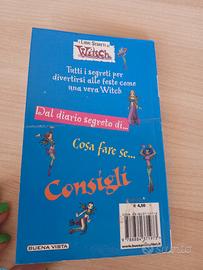 I Libri Segreti di
Witch
Tutti i segreti per
divertirsi alle feste come
una vera Witch
Dal diario segreto di...
Cosa fare se...
Consigli
€ 4,50
BUENA VISTA